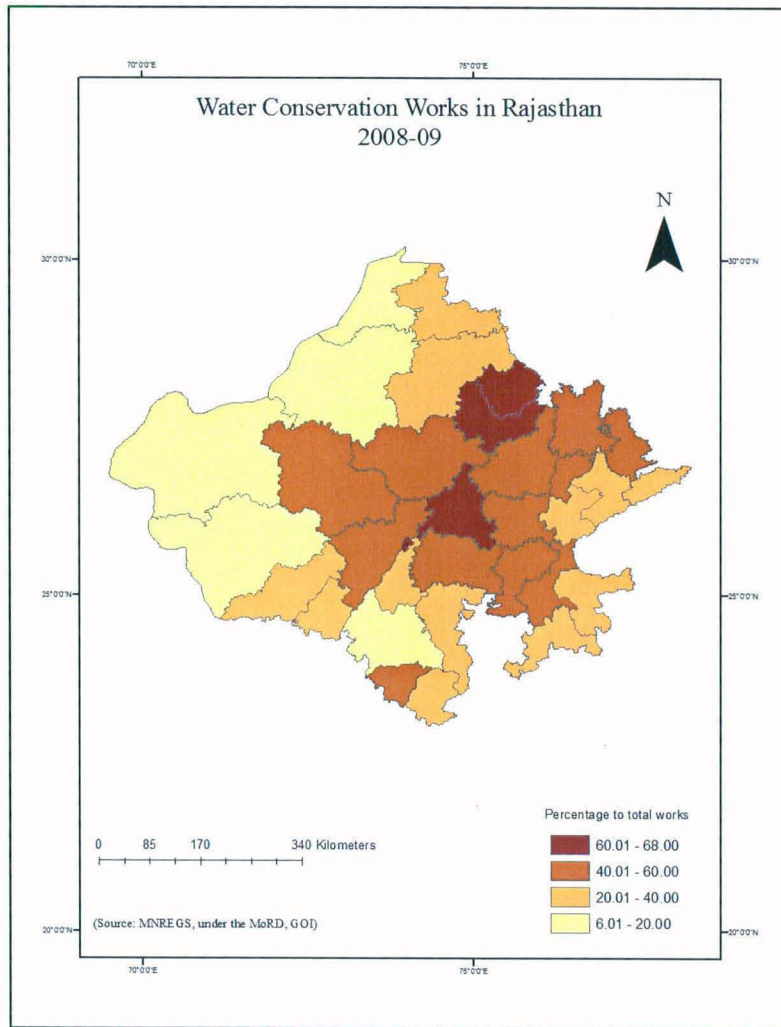 70°0'0"E 75°0'0"E
Water Conservation Works in Rajasthan
2008-09
N
30°0'0"N 30°0'0"N
25°0'0"N 25°0'0"N
Percentage to total works
0 85 170 340 Kilometers
60.01 - 68.00
40.01 - 60.00
20.01 - 40.00
6.01 - 20.00
(Source: MNREGS, under the MoRD, GOI)
20°0'0"N 20°0'0"N
70°0'0"E 75°0'0"E